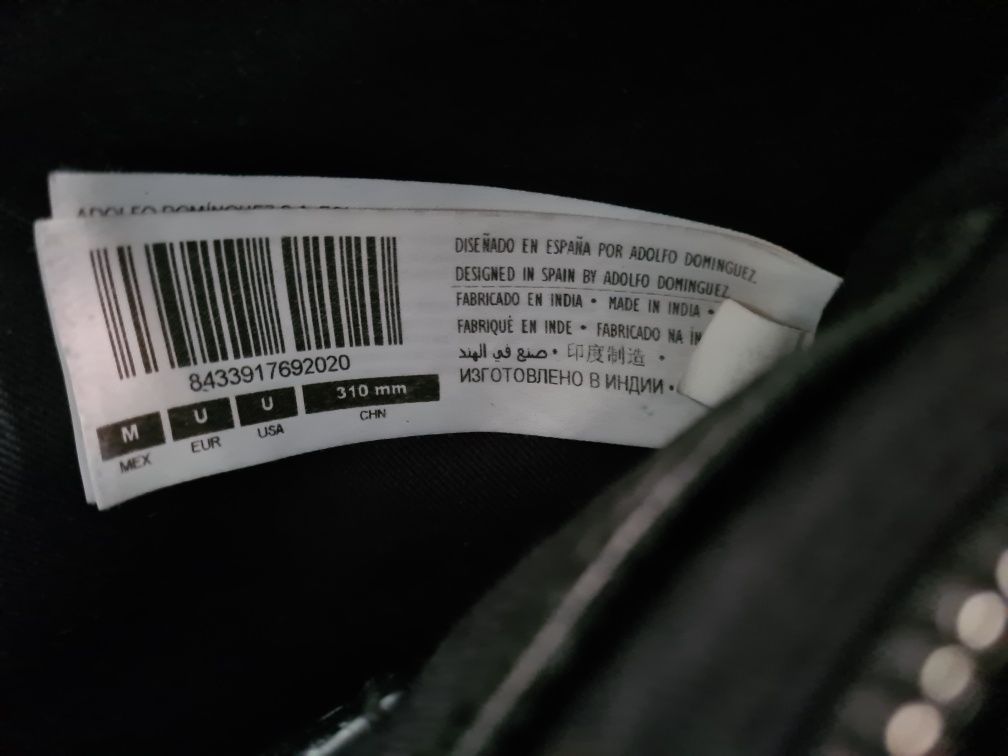 ADOLFO DOMÍNGUEZ S.A.
8433917692020
M U U 310 mm
MEX EUR USA CHN
DISEÑADO EN ESPAÑA POR ADOLFO DOMINGUEZ.
DESIGNED IN SPAIN BY ADOLFO DOMINGUEZ.
FABRICADO EN INDIA • MADE IN INDIA •
FABRIQUÉ EN INDE • FABRICADO NA
صنع في الهند • 印度制造 •
ИЗГОТОВЛЕНО В ИНДИИ •